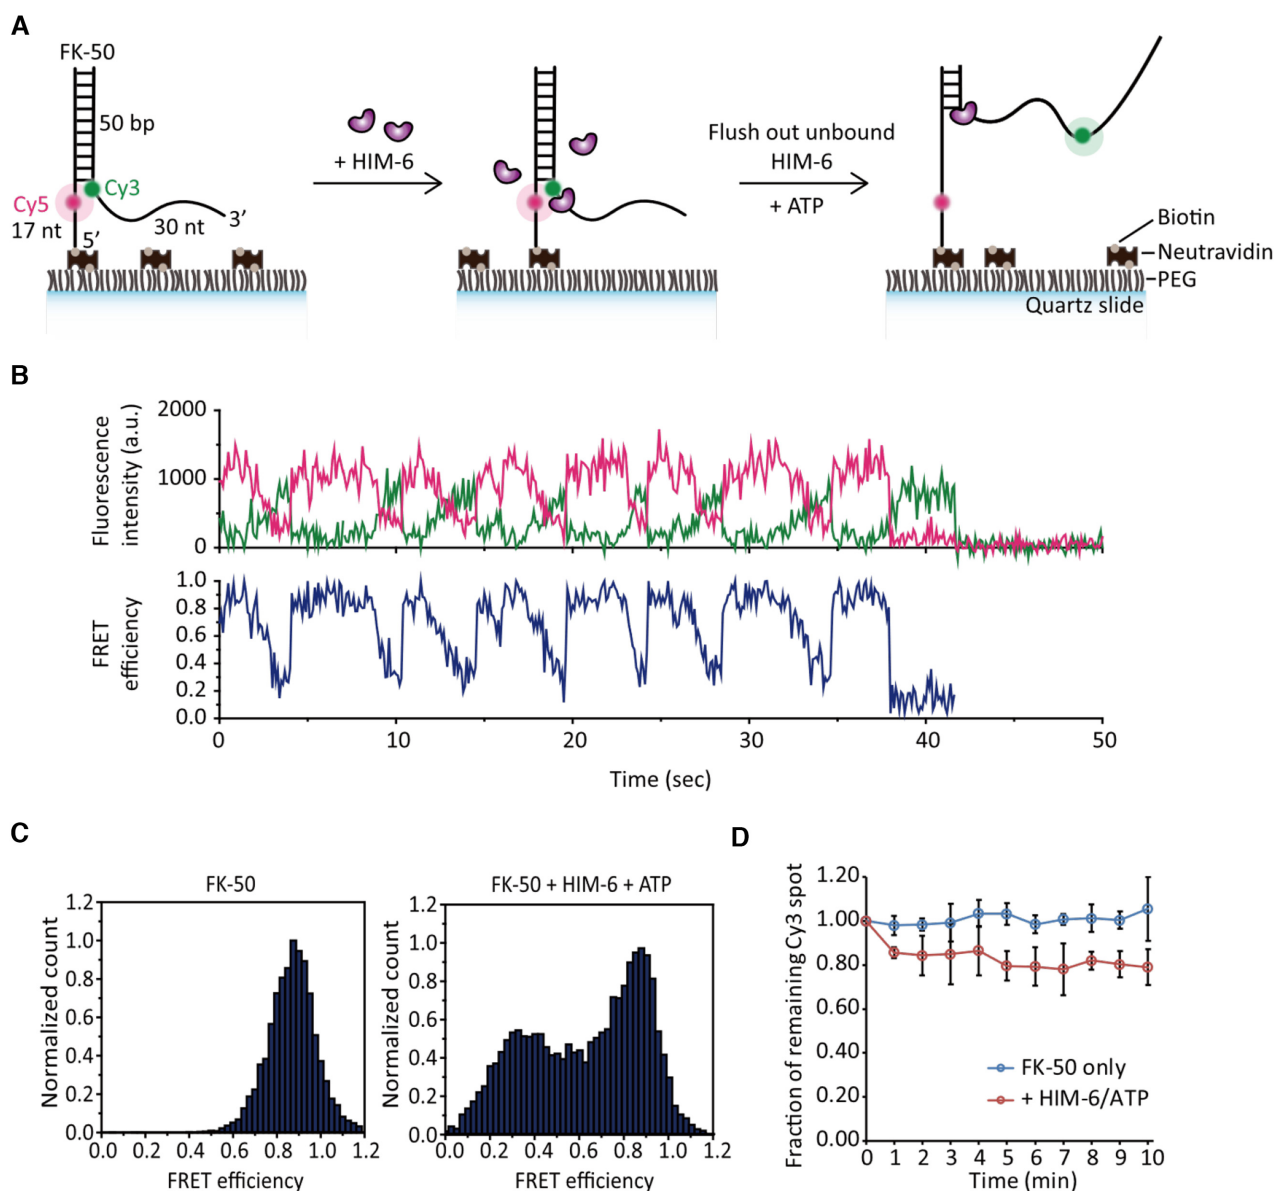 A
FK-50
50 bp
Cy3
Cy5
17 nt
5’
30 nt
3’
+ HIM-6
Flush out unbound
HIM-6
+ ATP
Biotin
Neutravidin
PEG
Quartz slide
B
Fluorescence
intensity (a.u.)
2000
1000
0
FRET
efficiency
1.0
0.8
0.6
0.4
0.2
0.0
0 10 20 30 40 50
Time (sec)
C
FK-50
Normalized count
1.2
1.0
0.8
0.6
0.4
0.2
0.0
0.0 0.2 0.4 0.6 0.8 1.0 1.2
FRET efficiency
FK-50 + HIM-6 + ATP
Normalized count
1.2
1.0
0.8
0.6
0.4
0.2
0.0
0.0 0.2 0.4 0.6 0.8 1.0 1.2
FRET efficiency
D
Fraction of remaining Cy3 spot
1.20
1.00
0.80
0.60
0.40
0.20
0.00
FK-50 only
+ HIM-6/ATP
0 1 2 3 4 5 6 7 8 9 10
Time (min)